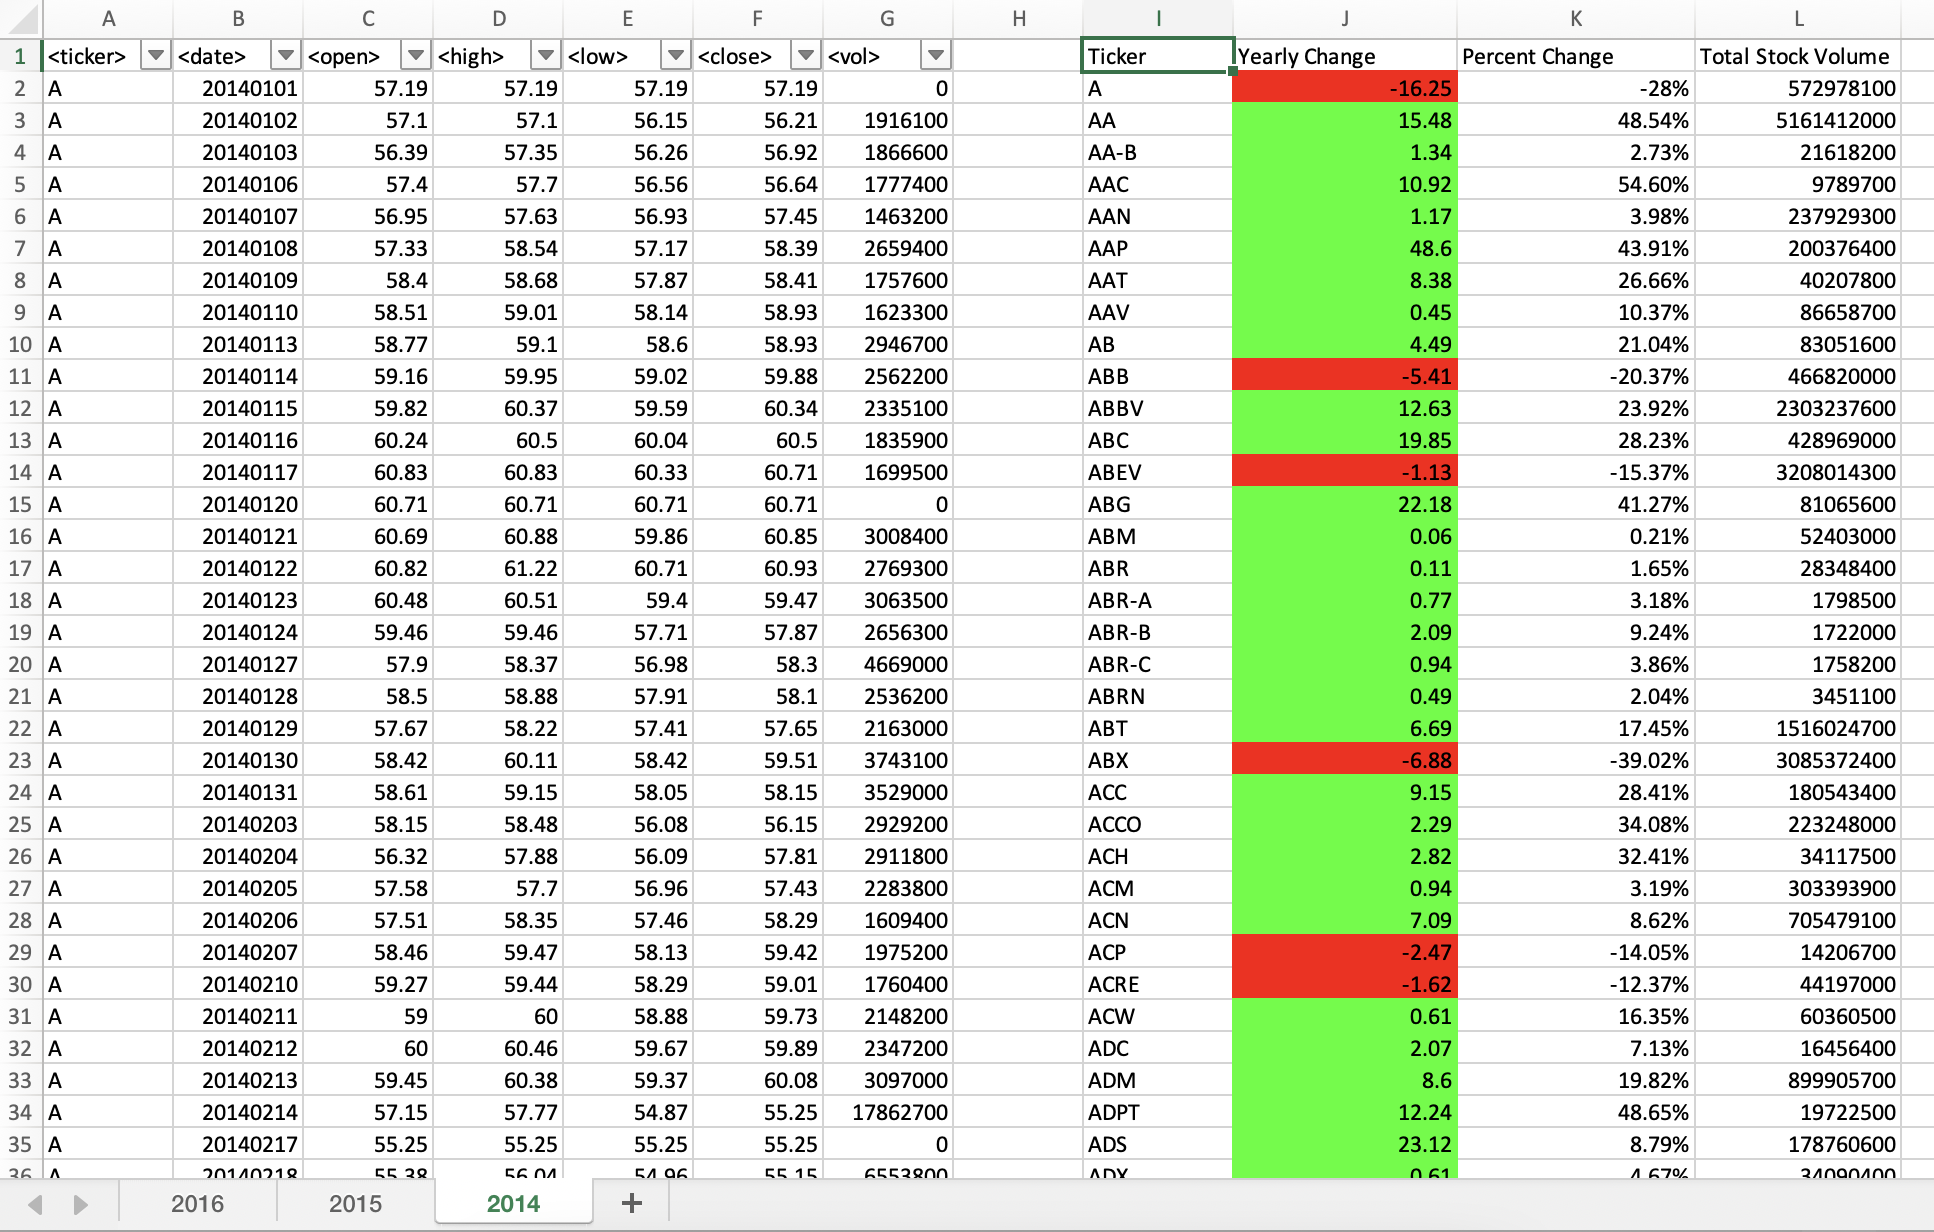 A B C D E F G H I J K L
1 <ticker> <date> <open> <high> <low> <close> <vol> Ticker Yearly Change Percent Change Total Stock Volume
2 A 20140101 57.19 57.19 57.19 57.19 0 A -16.25 -28% 572978100
3 A 20140102 57.1 57.1 56.15 56.21 1916100 AA 15.48 48.54% 5161412000
4 A 20140103 56.39 57.35 56.26 56.92 1866600 AA-B 1.34 2.73% 21618200
5 A 20140106 57.4 57.7 56.56 56.64 1777400 AAC 10.92 54.60% 9789700
6 A 20140107 56.95 57.63 56.93 57.45 1463200 AAN 1.17 3.98% 237929300
7 A 20140108 57.33 58.54 57.17 58.39 2659400 AAP 48.6 43.91% 200376400
8 A 20140109 58.4 58.68 57.87 58.41 1757600 AAT 8.38 26.66% 40207800
9 A 20140110 58.51 59.01 58.14 58.93 1623300 AAV 0.45 10.37% 86658700
10 A 20140113 58.77 59.1 58.6 58.93 2946700 AB 4.49 21.04% 83051600
11 A 20140114 59.16 59.95 59.02 59.88 2562200 ABB -5.41 -20.37% 466820000
12 A 20140115 59.82 60.37 59.59 60.34 2335100 ABBV 12.63 23.92% 2303237600
13 A 20140116 60.24 60.5 60.04 60.5 1835900 ABC 19.85 28.23% 428969000
14 A 20140117 60.83 60.83 60.33 60.71 1699500 ABEV -1.13 -15.37% 3208014300
15 A 20140120 60.71 60.71 60.71 60.71 0 ABG 22.18 41.27% 81065600
16 A 20140121 60.69 60.88 59.86 60.85 3008400 ABM 0.06 0.21% 52403000
17 A 20140122 60.82 61.22 60.71 60.93 2769300 ABR 0.11 1.65% 28348400
18 A 20140123 60.48 60.51 59.4 59.47 3063500 ABR-A 0.77 3.18% 1798500
19 A 20140124 59.46 59.46 57.71 57.87 2656300 ABR-B 2.09 9.24% 1722000
20 A 20140127 57.9 58.37 56.98 58.3 4669000 ABR-C 0.94 3.86% 1758200
21 A 20140128 58.5 58.88 57.91 58.1 2536200 ABRN 0.49 2.04% 3451100
22 A 20140129 57.67 58.22 57.41 57.65 2163000 ABT 6.69 17.45% 1516024700
23 A 20140130 58.42 60.11 58.42 59.51 3743100 ABX -6.88 -39.02% 3085372400
24 A 20140131 58.61 59.15 58.05 58.15 3529000 ACC 9.15 28.41% 180543400
25 A 20140203 58.15 58.48 56.08 56.15 2929200 ACCO 2.29 34.08% 223248000
26 A 20140204 56.32 57.88 56.09 57.81 2911800 ACH 2.82 32.41% 34117500
27 A 20140205 57.58 57.7 56.96 57.43 2283800 ACM 0.94 3.19% 303393900
28 A 20140206 57.51 58.35 57.46 58.29 1609400 ACN 7.09 8.62% 705479100
29 A 20140207 58.46 59.47 58.13 59.42 1975200 ACP -2.47 -14.05% 14206700
30 A 20140210 59.27 59.44 58.29 59.01 1760400 ACRE -1.62 -12.37% 44197000
31 A 20140211 59 60 58.88 59.73 2148200 ACW 0.61 16.35% 60360500
32 A 20140212 60 60.46 59.67 59.89 2347200 ADC 2.07 7.13% 16456400
33 A 20140213 59.45 60.38 59.37 60.08 3097000 ADM 8.6 19.82% 899905700
34 A 20140214 57.15 57.77 54.87 55.25 17862700 ADPT 12.24 48.65% 19722500
35 A 20140217 55.25 55.25 55.25 55.25 0 ADS 23.12 8.79% 178760600
36 A 20140218 55.38 56.04 54.96 55.15 6553800 ADX 0.61 4.67% 34090400
2016 2015 2014 +